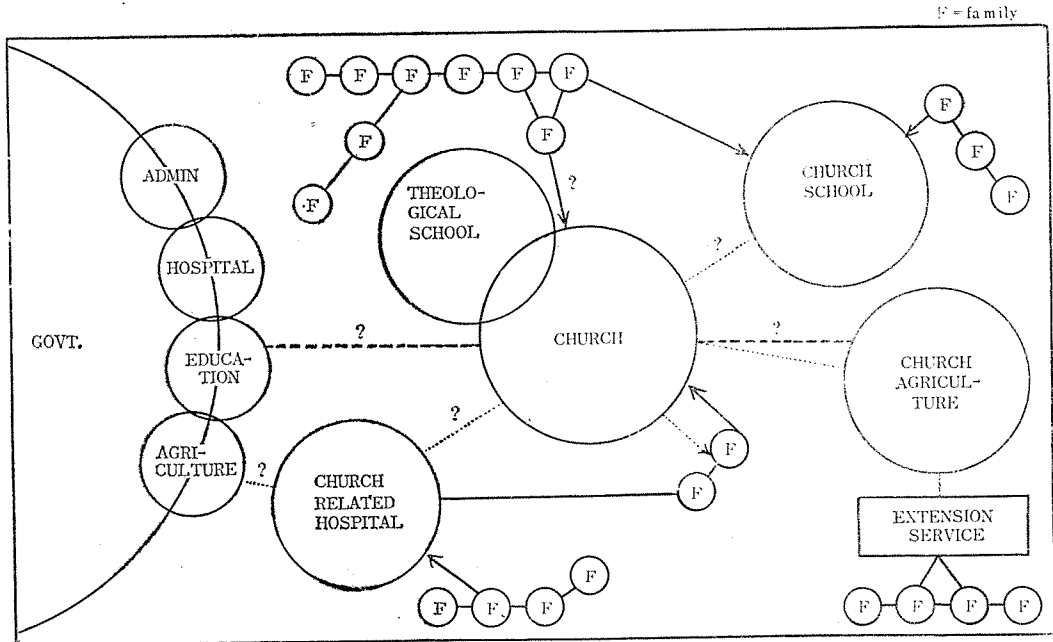 F = family
F F F F F F
F
F
F
·F
?
ADMIN
THEOLO-
GICAL
SCHOOL
CHURCH
SCHOOL
F
F
F
HOSPITAL
?
GOVT.
EDUCA-
TION
?
CHURCH
?
CHURCH
AGRICUL-
TURE
AGRI-
CULTURE
?
?
CHURCH
RELATED
HOSPITAL
F
F
EXTENSION
SERVICE
F F F F
F F F F